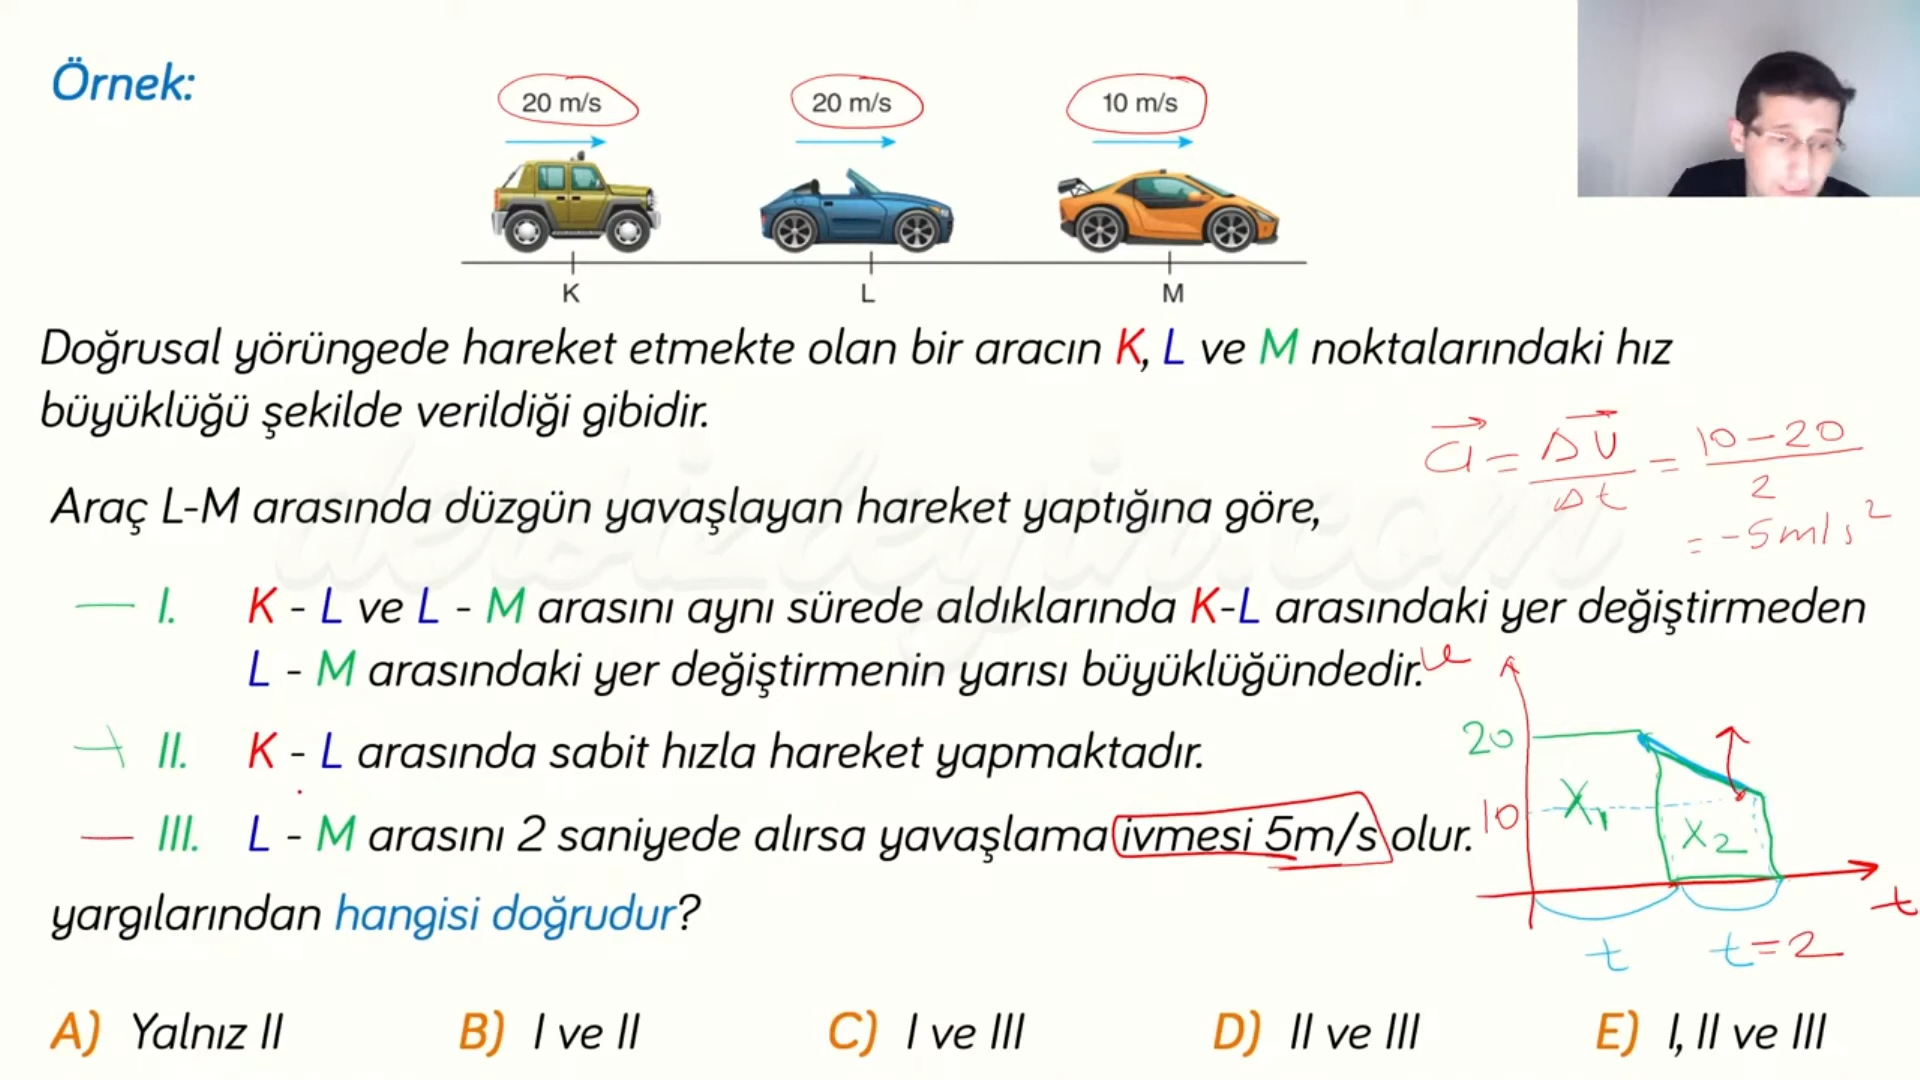 Örnek:
20 m/s 20 m/s 10 m/s
K L M
Doğrusal yörüngede hareket etmekte olan bir aracın K, L ve M noktalarındaki hız
büyüklüğü şekilde verildiği gibidir.
a = ΔV/Δt = 10-20/2
= -5m/s²
Araç L-M arasında düzgün yavaşlayan hareket yaptığına göre,
dersizleyin.com
I. K - L ve L - M arasını aynı sürede aldıklarında K-L arasındaki yer değiştirmeden
L - M arasındaki yer değiştirmenin yarısı büyüklüğündedir.
II. K - L arasında sabit hızla hareket yapmaktadır.
III. L - M arasını 2 saniyede alırsa yavaşlama ivmesi 5m/s olur.
20
10 X₁ X₂
t
t t=2
yargılarından hangisi doğrudur?
A) Yalnız II B) I ve II C) I ve III D) II ve III E) I, II ve III